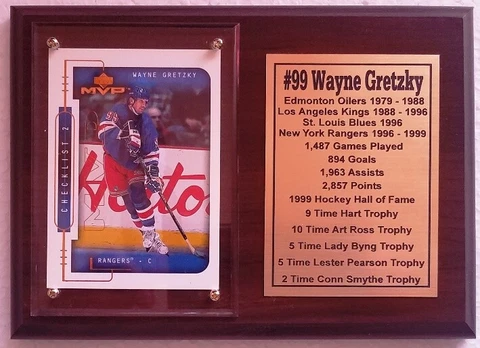 WAYNE GRETZKY
MVP
CHECKLIST 2
RANGERS - C
#99 Wayne Gretzky
Edmonton Oilers 1979 - 1988
Los Angeles Kings 1988 - 1996
St. Louis Blues 1996
New York Rangers 1996 - 1999
1,487 Games Played
894 Goals
1,963 Assists
2,857 Points
1999 Hockey Hall of Fame
9 Time Hart Trophy
10 Time Art Ross Trophy
5 Time Lady Byng Trophy
5 Time Lester Pearson Trophy
2 Time Conn Smythe Trophy